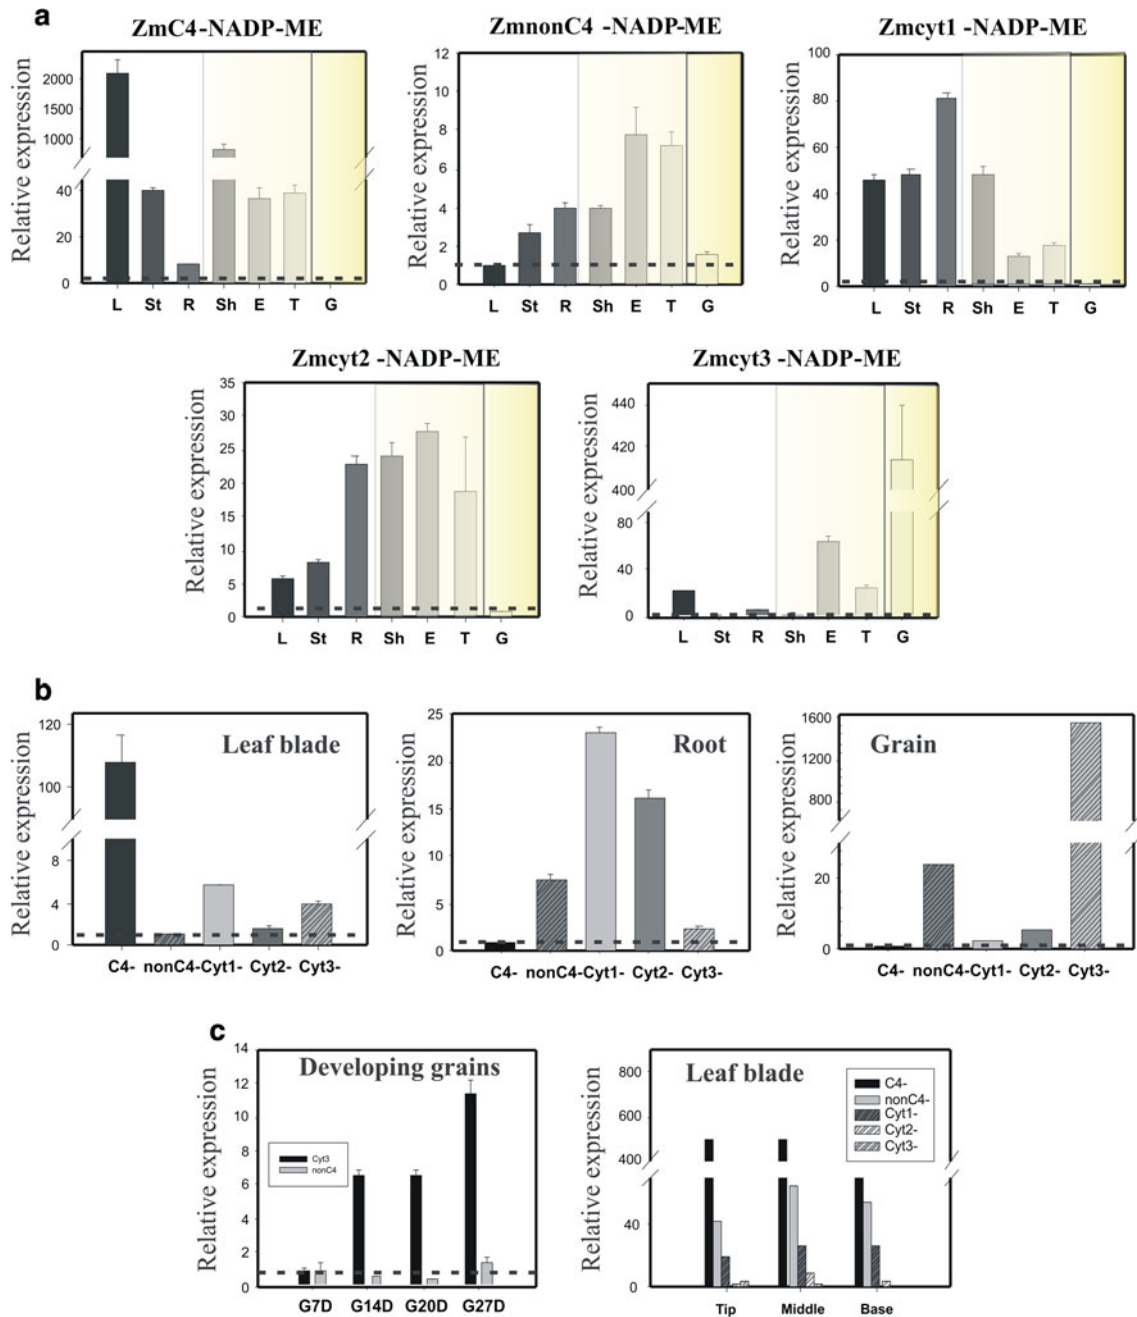 a
ZmC4-NADP-ME
Relative expression
2000
1500
1000
40
20
0
L St R Sh E T G
ZmnonC4 -NADP-ME
Relative expression
12
10
8
6
4
2
1
0
L St R Sh E T G
Zmcyt1 -NADP-ME
Relative expression
100
80
60
40
20
0
L St R Sh E T G
Zmcyt2 -NADP-ME
Relative expression
35
30
25
20
15
10
5
0
L St R Sh E T G
Zmcyt3 -NADP-ME
Relative expression
440
420
400
80
40
0
L St R Sh E T G
b
Leaf blade
Relative expression
120
100
8
4
0
C4- nonC4-Cyt1- Cyt2- Cyt3-
Root
Relative expression
25
20
15
10
5
0
C4- nonC4-Cyt1- Cyt2- Cyt3-
Grain
Relative expression
1600
1200
800
20
0
C4- nonC4-Cyt1- Cyt2- Cyt3-
c
Developing grains
Relative expression
14
12
10
8
6
4
2
0
Cyt3
nonC4
G7D G14D G20D G27D
Leaf blade
Relative expression
800
600
400
40
0
C4-
nonC4-
Cyt1-
Cyt2-
Cyt3-
Tip Middle Base